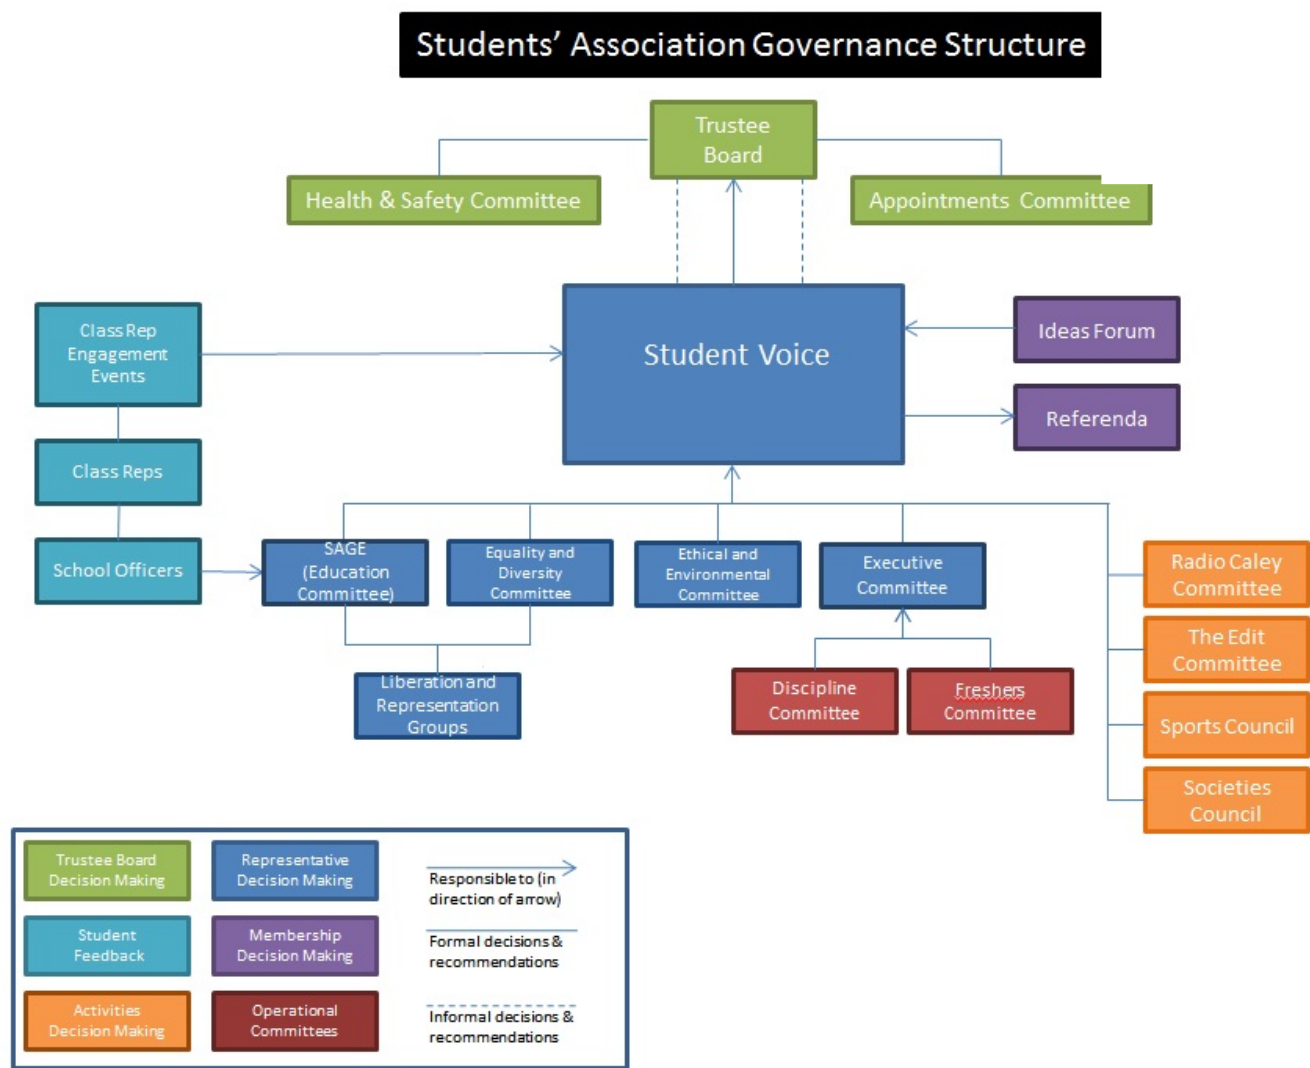 Students’ Association Governance Structure
Trustee
Board
Health & Safety Committee
Appointments Committee
Class Rep
Engagement
Events
Student Voice
Ideas Forum
Referenda
Class Reps
School Officers
SAGE
(Education
Committee)
Equality and
Diversity
Committee
Ethical and
Environmental
Committee
Executive
Committee
Radio Caley
Committee
The Edit
Committee
Sports Council
Societies
Council
Liberation and
Representation
Groups
Discipline
Committee
Freshers
Committee
Trustee Board
Decision Making
Representative
Decision Making
Responsible to (in
direction of arrow)
Student
Feedback
Membership
Decision Making
Formal decisions &
recommendations
Activities
Decision Making
Operational
Committees
Informal decisions &
recommendations